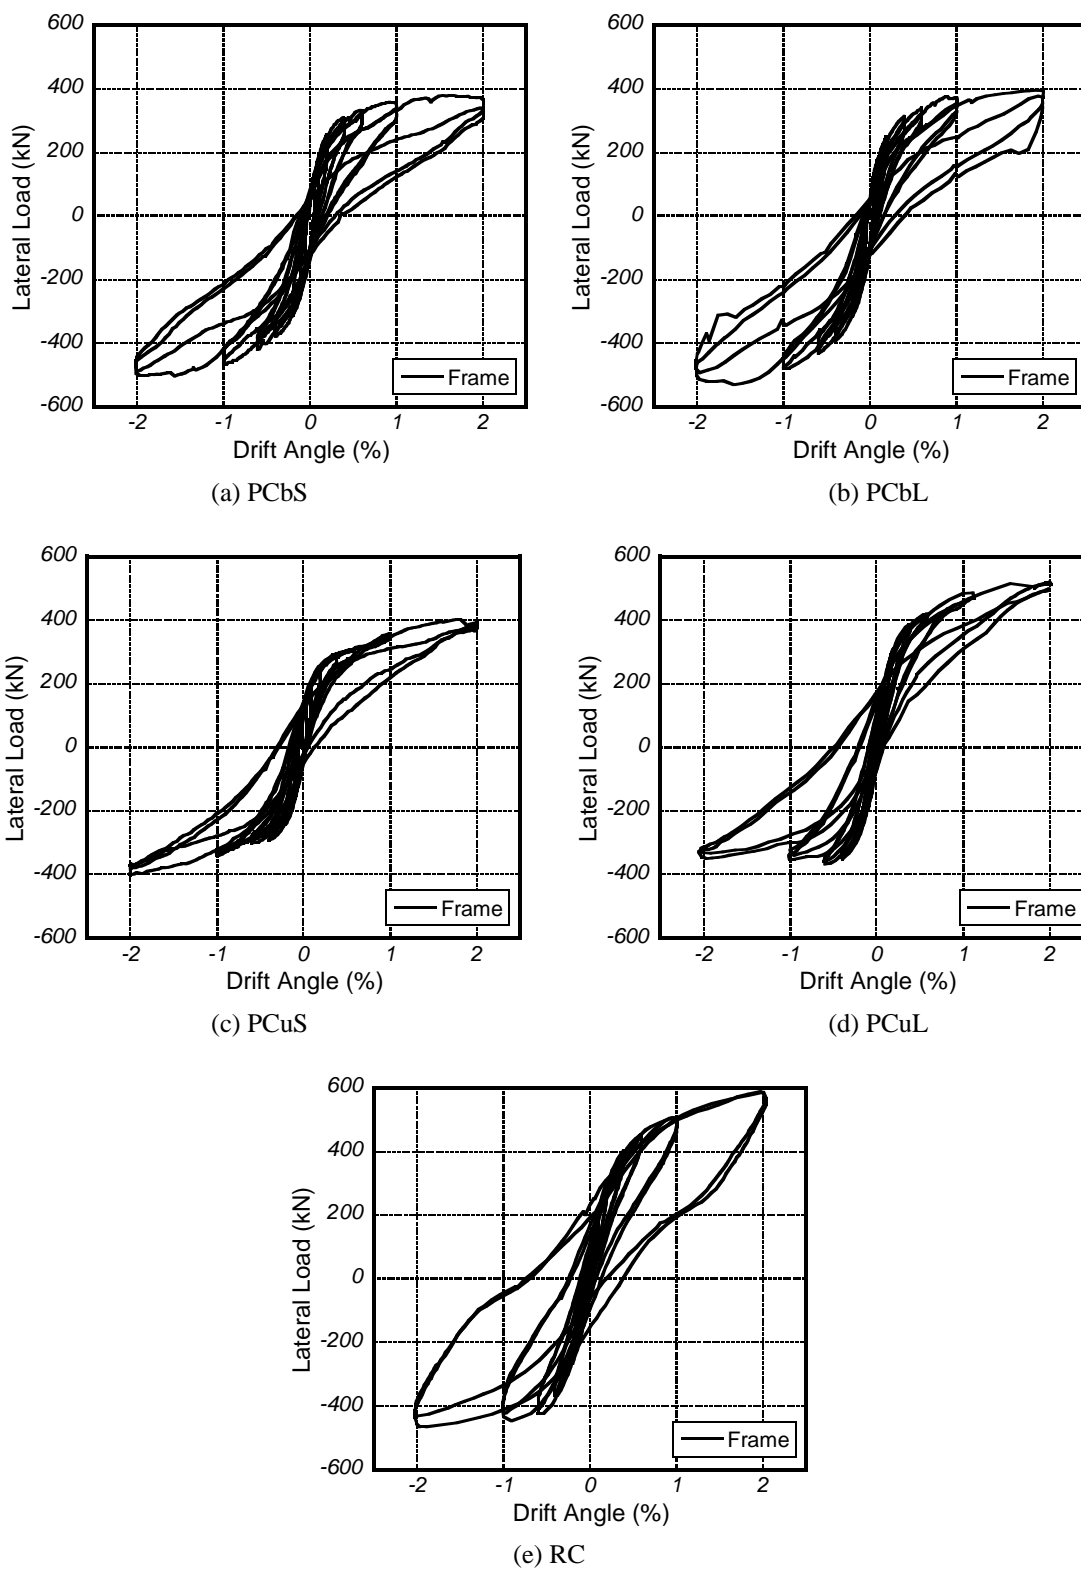 600
400
200
0
-200
-400
-600
Lateral Load (kN)
Frame
-2 -1 0 1 2
Drift Angle (%)
(a) PCbS
600
400
200
0
-200
-400
-600
Lateral Load (kN)
Frame
-2 -1 0 1 2
Drift Angle (%)
(b) PCbL
600
400
200
0
-200
-400
-600
Lateral Load (kN)
Frame
-2 -1 0 1 2
Drift Angle (%)
(c) PCuS
600
400
200
0
-200
-400
-600
Lateral Load (kN)
Frame
-2 -1 0 1 2
Drift Angle (%)
(d) PCuL
600
400
200
0
-200
-400
-600
Lateral Load (kN)
Frame
-2 -1 0 1 2
Drift Angle (%)
(e) RC